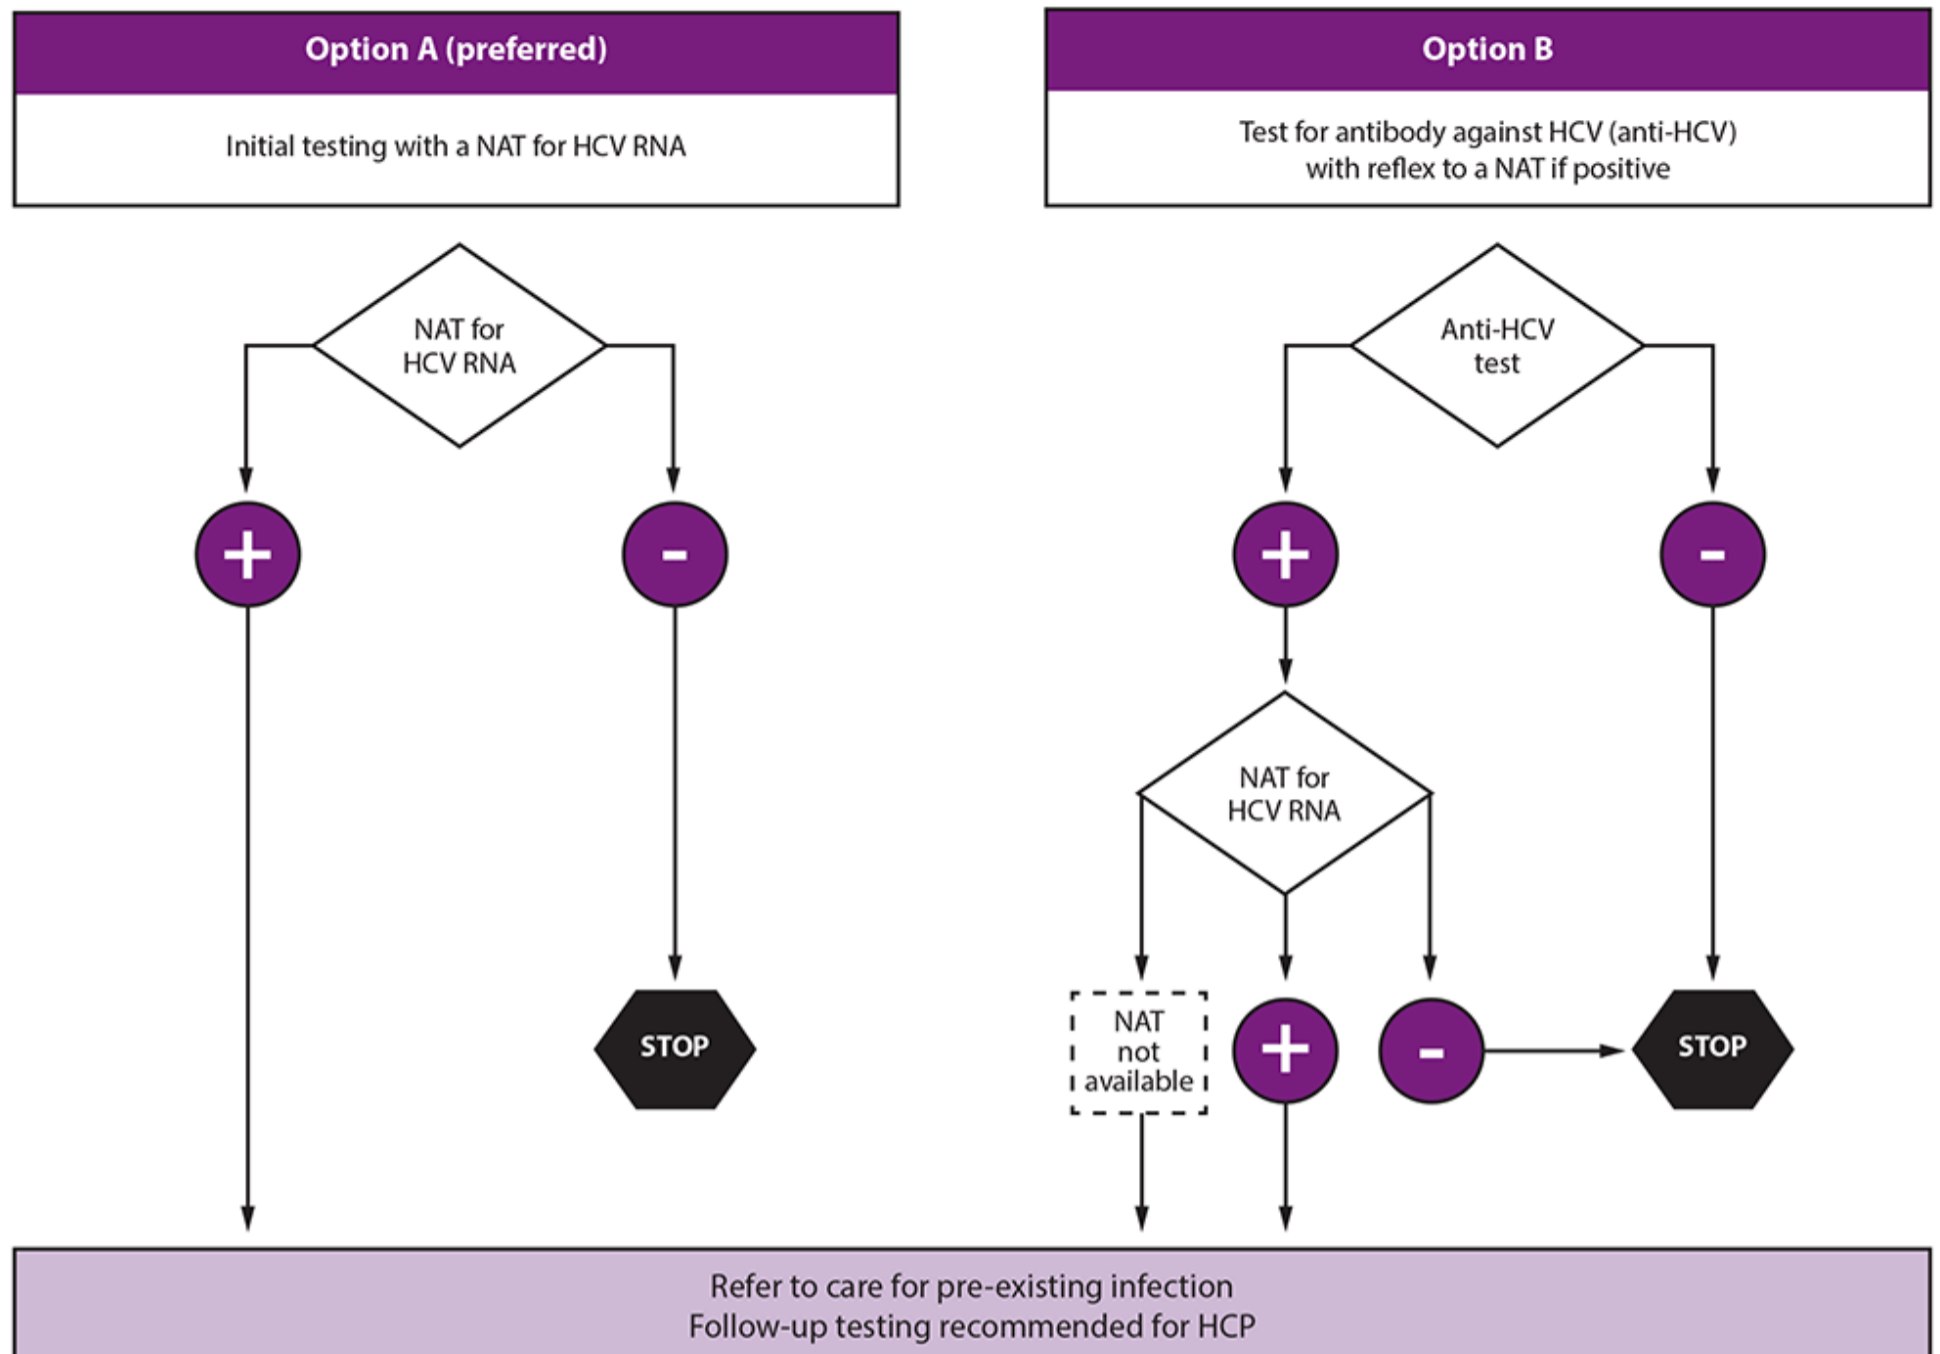 Option A (preferred)
Initial testing with a NAT for HCV RNA
NAT for
HCV RNA
+
-
STOP
Option B
Test for antibody against HCV (anti-HCV)
with reflex to a NAT if positive
Anti-HCV
test
+
-
NAT for
HCV RNA
NAT
not
available
+
-
STOP
Refer to care for pre-existing infection
Follow-up testing recommended for HCP